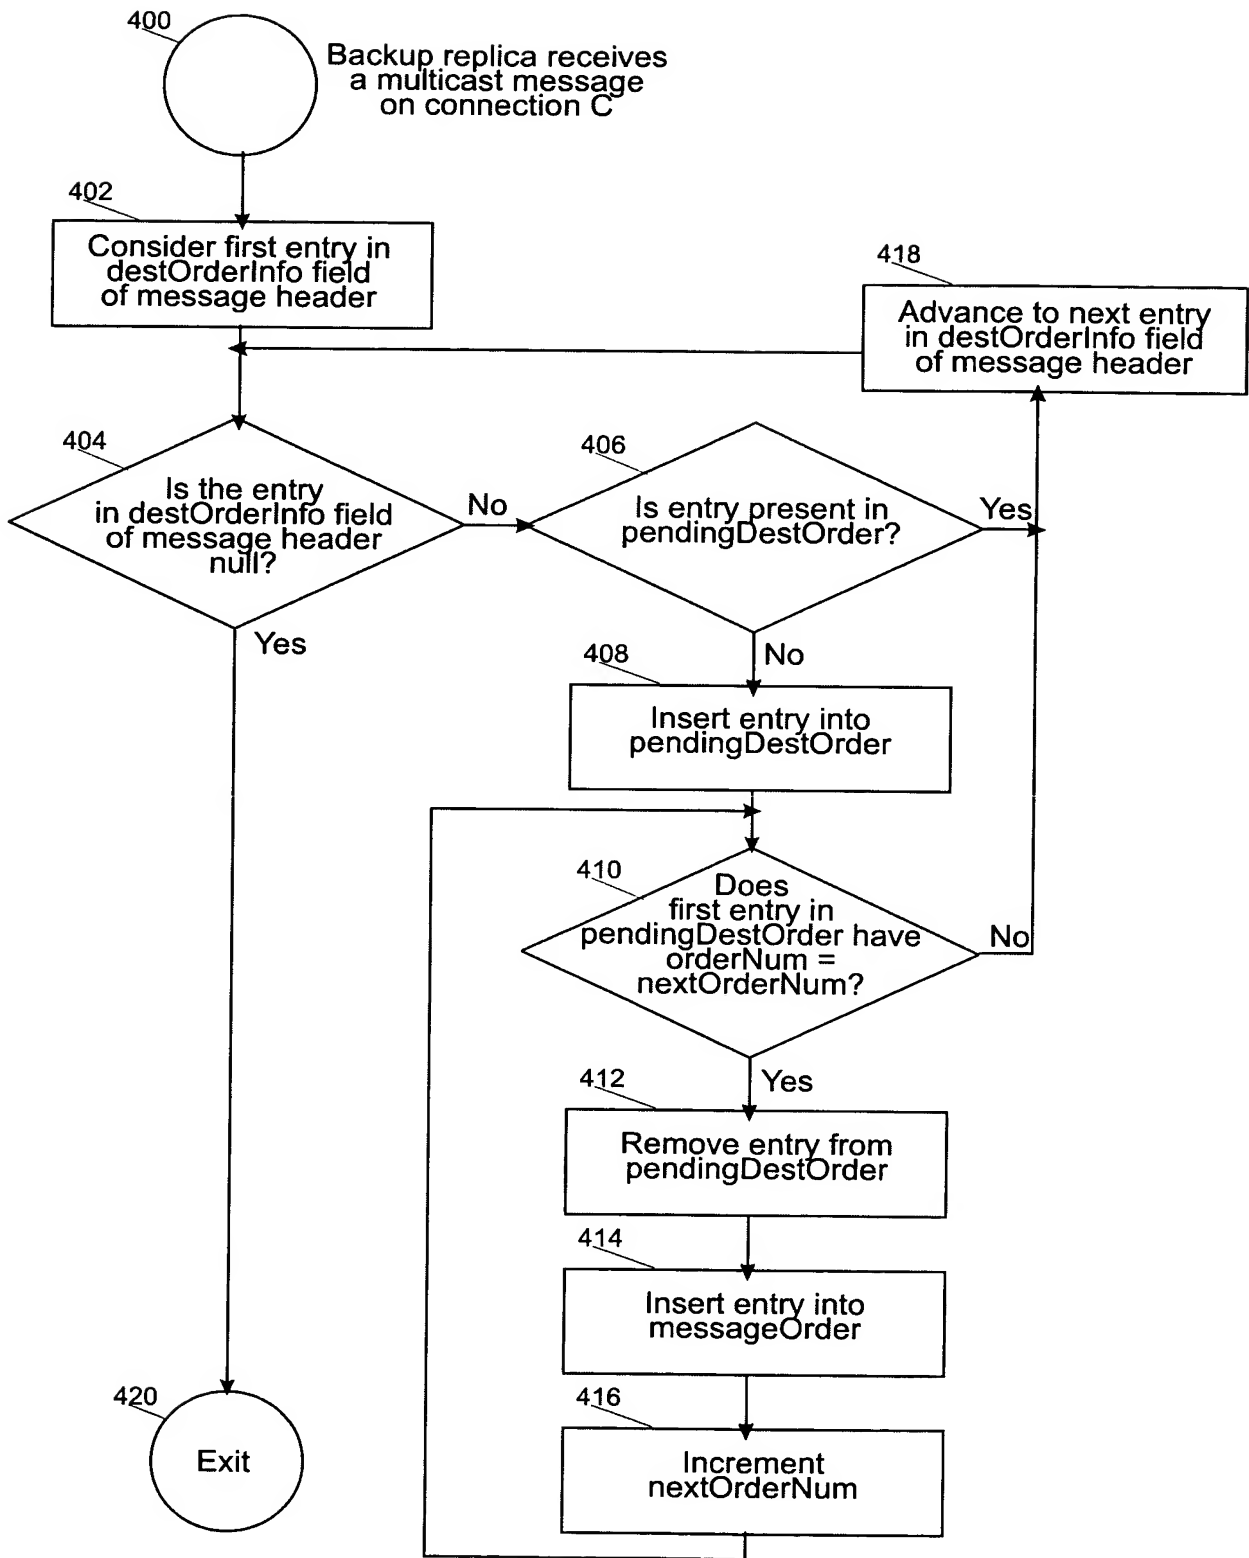 400
Backup replica receives
a multicast message
on connection C
402
Consider first entry in
destOrderInfo field
of message header
418
Advance to next entry
in destOrderInfo field
of message header
404
Is the entry
in destOrderInfo field
of message header
null?
No
Yes
406
Is entry present in
pendingDestOrder?
Yes
No
408
Insert entry into
pendingDestOrder
410
Does
first entry in
pendingDestOrder have
orderNum =
nextOrderNum?
No
Yes
412
Remove entry from
pendingDestOrder
414
Insert entry into
messageOrder
416
Increment
nextOrderNum
420
Exit